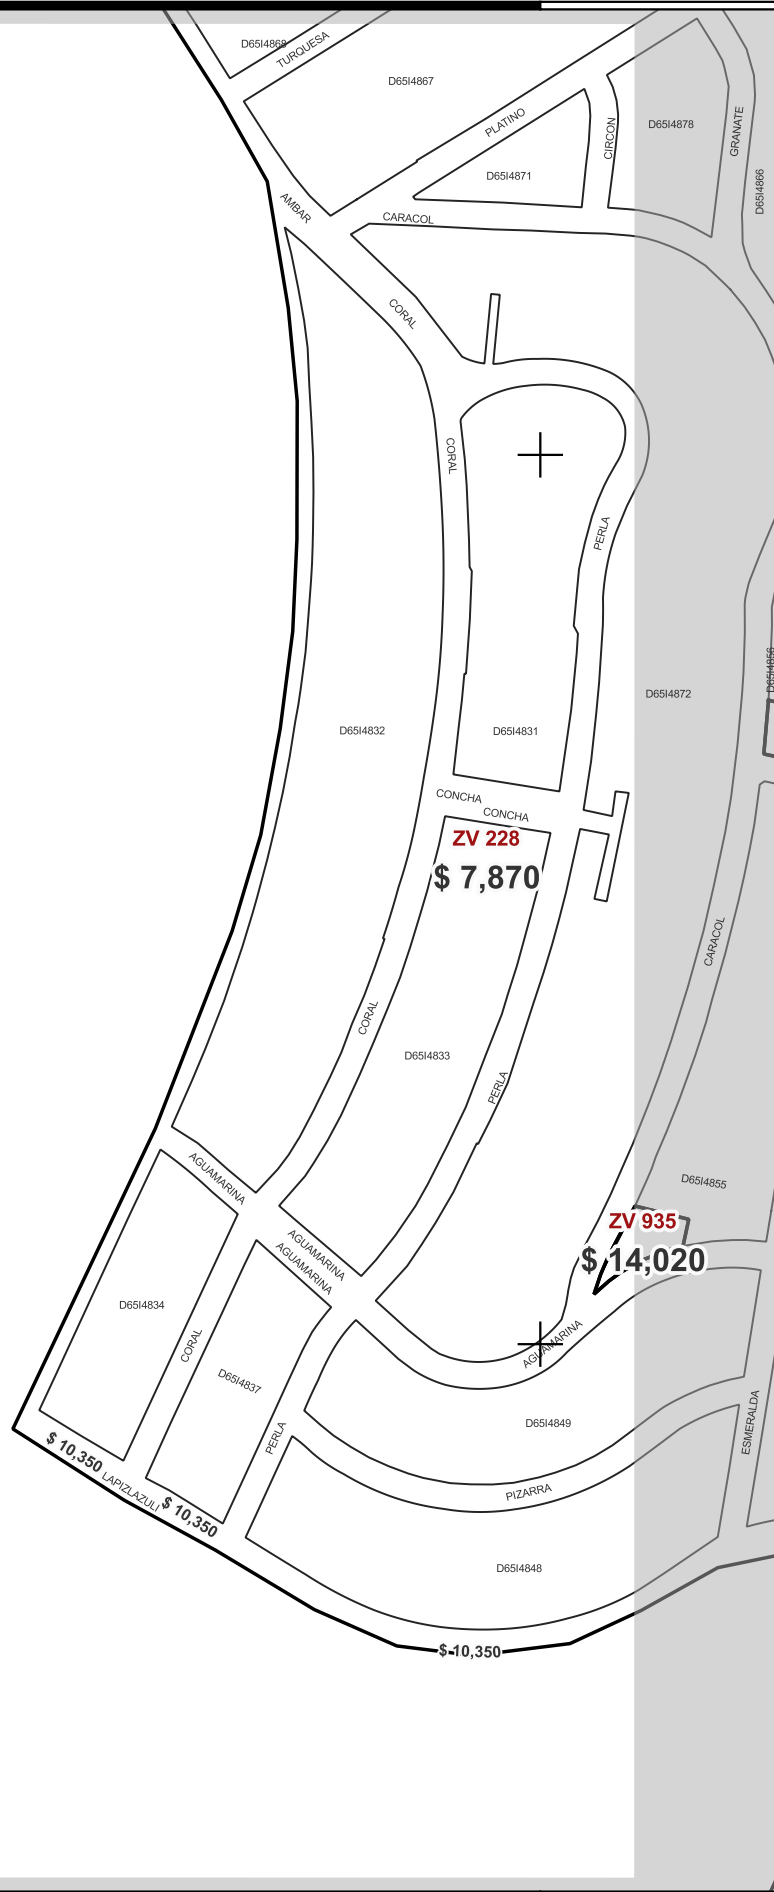 D65I4868
TURQUESA
D65I4867
PLATINO
CIRCON
D65I4878
GRANATE
D65I4871
D65I4866
AMBAR
CARACOL
CORAL
CORAL
PERLA
D65I4856
D65I4872
D65I4832
D65I4831
CONCHA
CONCHA
ZV 228
$ 7,870
CARACOL
CORAL
D65I4833
PERLA
AGUAMARINA
D65I4855
ZV 935
AGUAMARINA
AGUAMARINA
$ 14,020
D65I4834
CORAL
AGUAMARINA
D65I4837
PERLA
D65I4849
ESMERALDA
$ 10,350
LAPIZLAZULI
$ 10,350
PIZARRA
D65I4848
$ 10,350